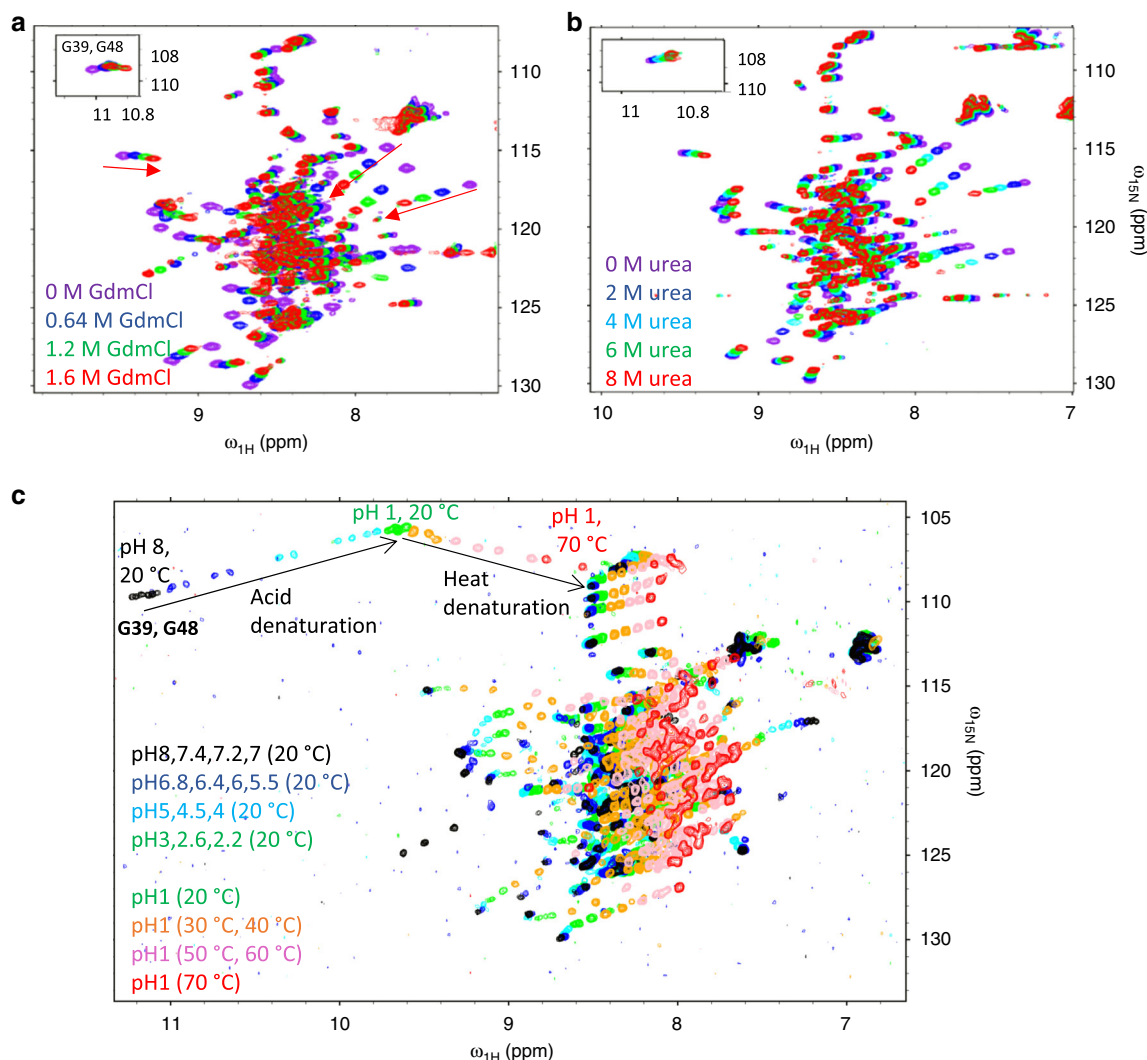 a
G39, G48
108
110
11 10.8
110
115
120
125
130
0 M GdmCl
0.64 M GdmCl
1.2 M GdmCl
1.6 M GdmCl
9
8
ω1H (ppm)
b
108
110
11
10.8
110
115
120
125
130
ω15N (ppm)
0 M urea
2 M urea
4 M urea
6 M urea
8 M urea
10
9
8
7
ω1H (ppm)
c
pH 1, 20 °C
pH 1,
70 °C
pH 8,
20 °C
G39, G48
Acid
denaturation
Heat
denaturation
pH8,7.4,7.2,7 (20 °C)
pH6.8,6.4,6,5.5 (20 °C)
pH5,4.5,4 (20 °C)
pH3,2.6,2.2 (20 °C)
pH1 (20 °C)
pH1 (30 °C, 40 °C)
pH1 (50 °C, 60 °C)
pH1 (70 °C)
105
110
115
120
125
130
ω15N (ppm)
11
10
9
8
7
ω1H (ppm)